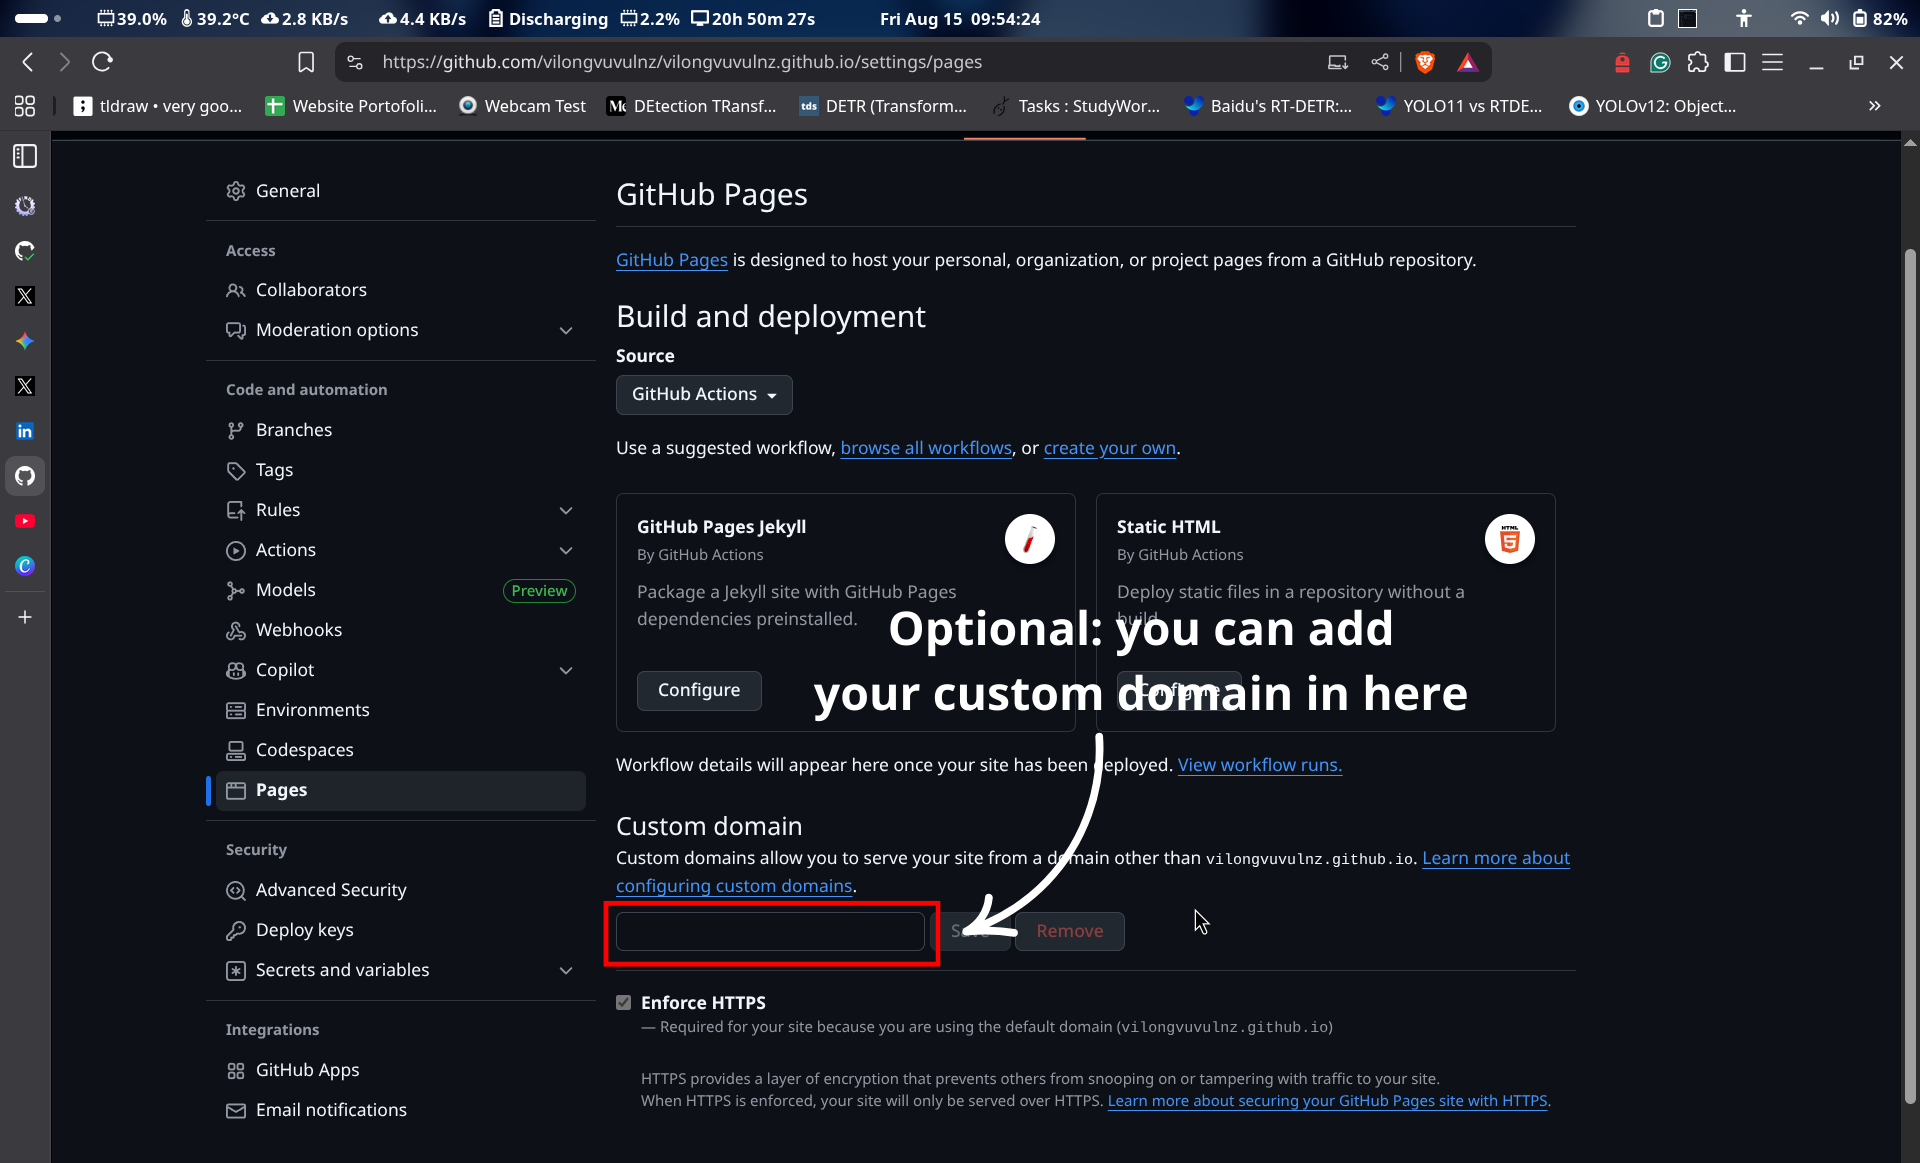 39.0% 39.2°C 2.8 KB/s 4.4 KB/s Discharging 2.2% 20h 50m 27s Fri Aug 15 09:54:24 82%
https://github.com/vilongvuvulnz/vilongvuvulnz.github.io/settings/pages
tldraw • very goo... Website Portofoli... Webcam Test DEtection TRansf... DETR (Transform... Tasks : StudyWor... Baidu's RT-DETR:... YOLO11 vs RTDE... YOLOv12: Object... »
General
Access
Collaborators
Moderation options
Code and automation
Branches
Tags
Rules
Actions
Models Preview
Webhooks
Copilot
Environments
Codespaces
Pages
Security
Advanced Security
Deploy keys
Secrets and variables
Integrations
GitHub Apps
Email notifications
GitHub Pages
GitHub Pages is designed to host your personal, organization, or project pages from a GitHub repository.
Build and deployment
Source
GitHub Actions
Use a suggested workflow, browse all workflows, or create your own.
GitHub Pages Jekyll
By GitHub Actions
Package a Jekyll site with GitHub Pages
dependencies preinstalled.
Configure
Static HTML
By GitHub Actions
Deploy static files in a repository without a
build.
Configure
Optional: you can add
your custom domain in here
Workflow details will appear here once your site has been deployed. View workflow runs.
Custom domain
Custom domains allow you to serve your site from a domain other than vilongvuvulnz.github.io. Learn more about
configuring custom domains.
Save Remove
Enforce HTTPS
— Required for your site because you are using the default domain (vilongvuvulnz.github.io)
HTTPS provides a layer of encryption that prevents others from snooping on or tampering with traffic to your site.
When HTTPS is enforced, your site will only be served over HTTPS. Learn more about securing your GitHub Pages site with HTTPS.